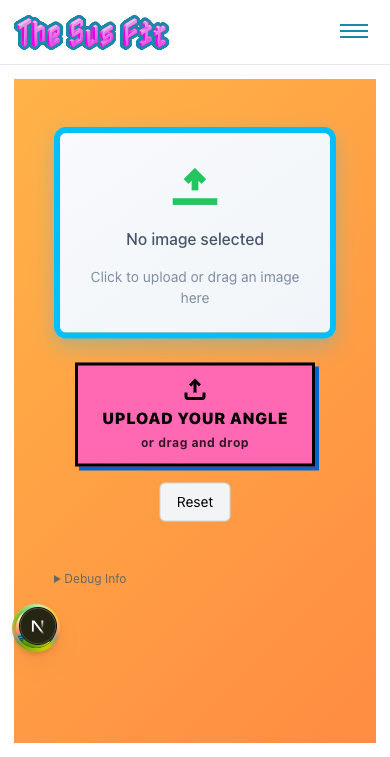 The Sus Fit
No image selected
Click to upload or drag an image
here
UPLOAD YOUR ANGLE
or drag and drop
Reset
Debug Info
N